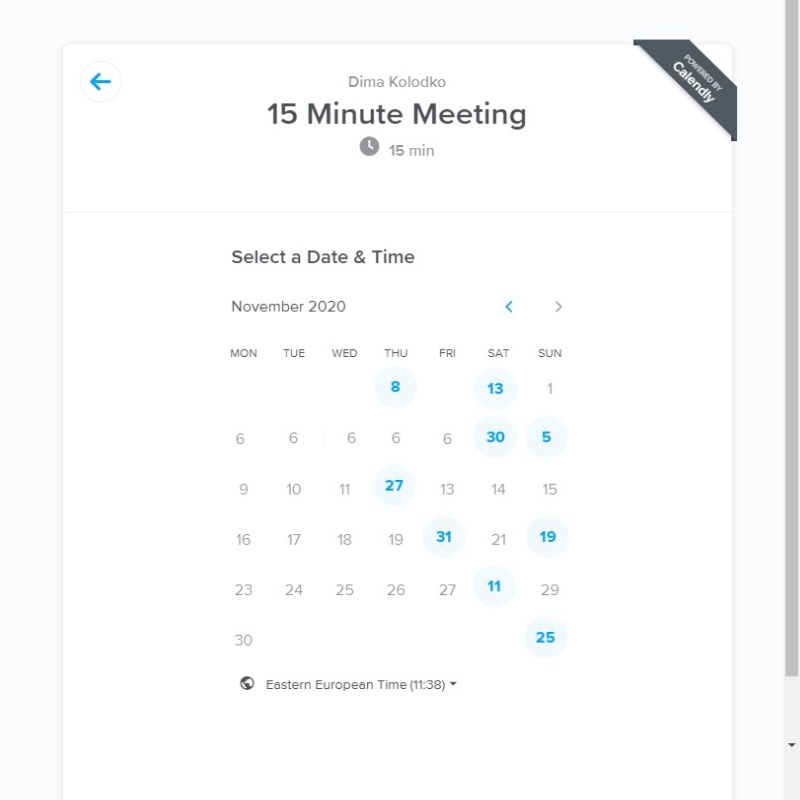 POWERED BY
Calendly
Dima Kolodko
15 Minute Meeting
15 min
Select a Date & Time
November 2020
MON TUE WED THU FRI SAT SUN
8 13 1
6 6 6 6 6 30 5
9 10 11 27 13 14 15
16 17 18 19 31 21 19
23 24 25 26 27 11 29
30 25
Eastern European Time (11:38)